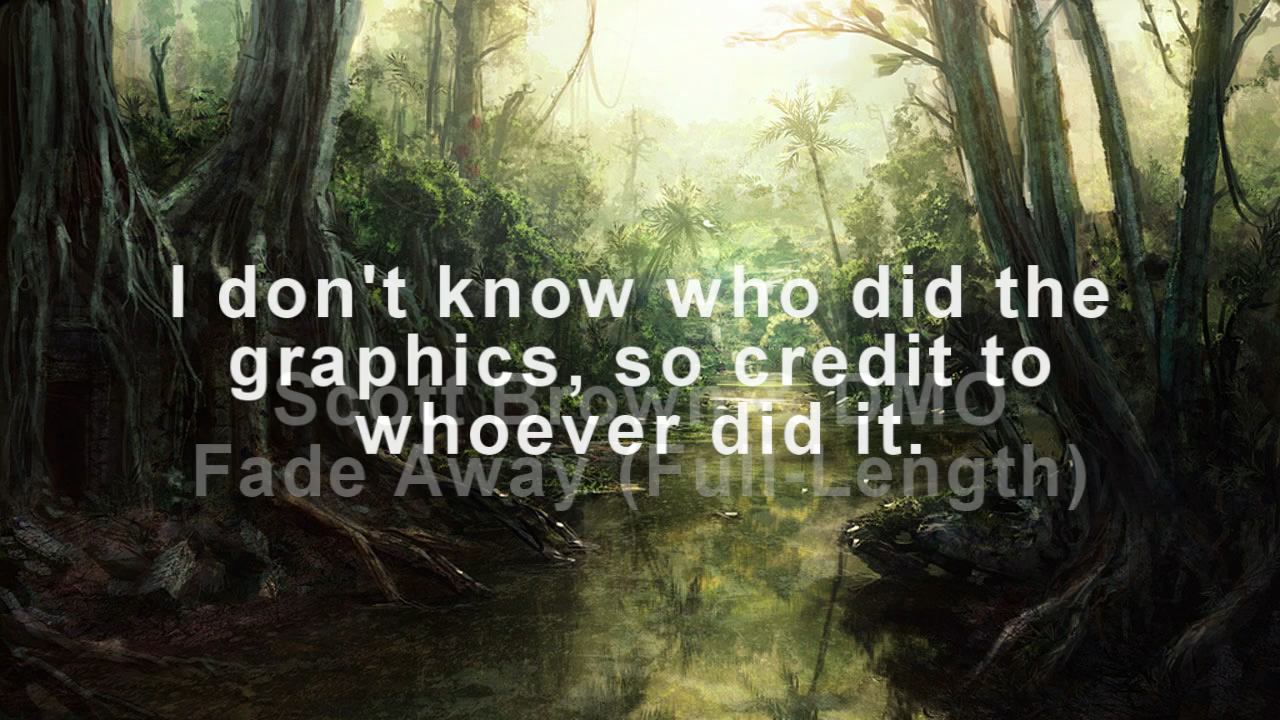 I don't know who did the
graphics, so credit to
Scott Brown & DMO
whoever did it.
Fade Away (Full-Length)